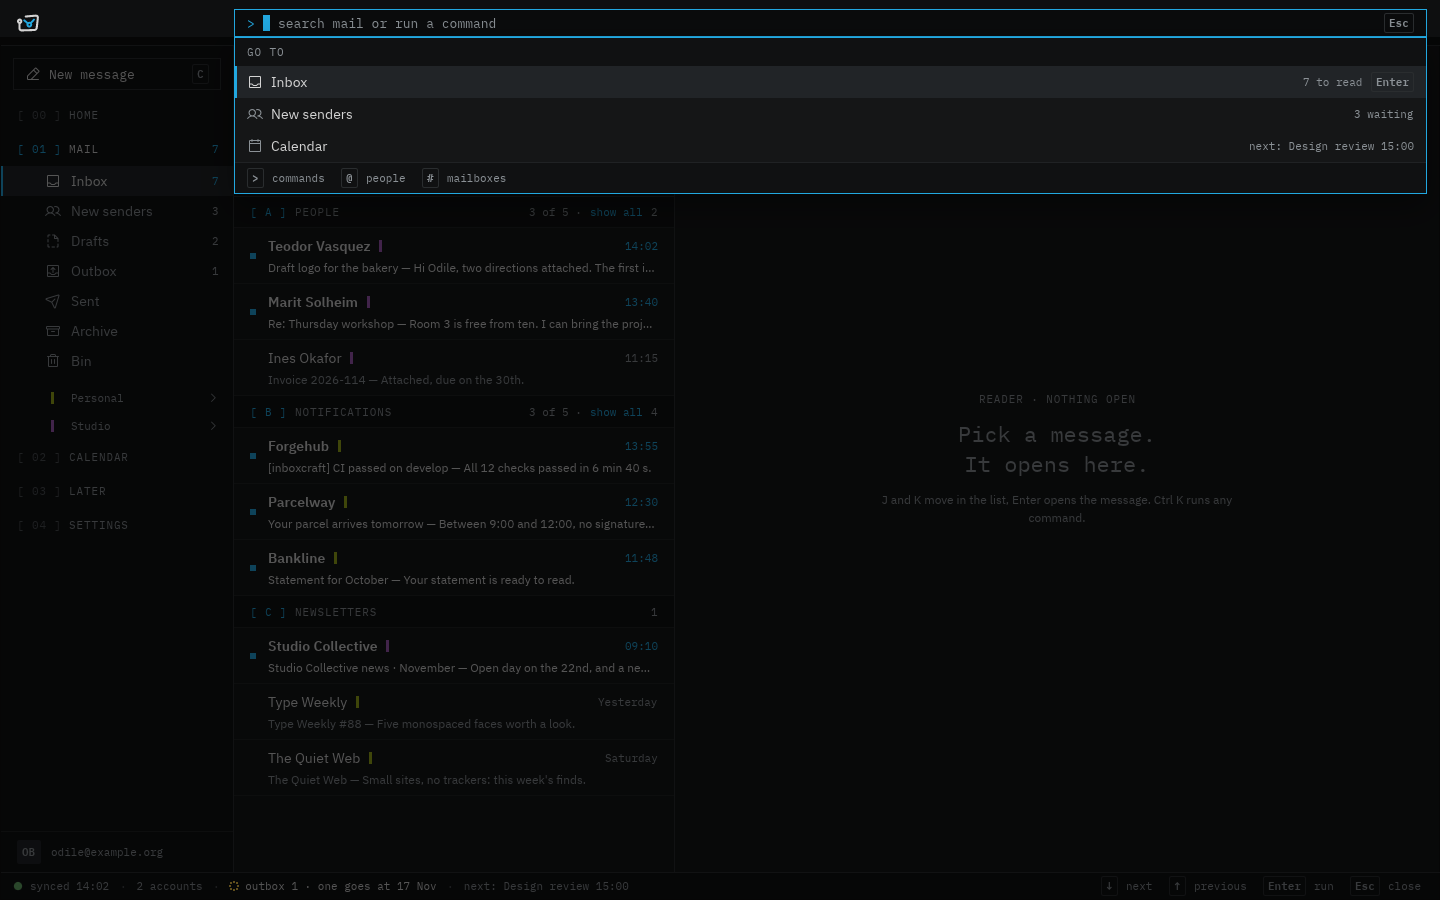 > search mail or run a command Esc
GO TO
Inbox 7 to read Enter
New senders 3 waiting
Calendar next: Design review 15:00
> commands @ people # mailboxes
New message C
[ 00 ] HOME
[ 01 ] MAIL 7
Inbox 7
New senders 3
Drafts 2
Outbox 1
Sent
Archive
Bin
Personal
Studio
[ 02 ] CALENDAR
[ 03 ] LATER
[ 04 ] SETTINGS
OB odile@example.org
[ A ] PEOPLE 3 of 5 · show all 2
Teodor Vasquez 14:02
Draft logo for the bakery — Hi Odile, two directions attached. The first i…
Marit Solheim 13:40
Re: Thursday workshop — Room 3 is free from ten. I can bring the proj…
Ines Okafor 11:15
Invoice 2026-114 — Attached, due on the 30th.
[ B ] NOTIFICATIONS 3 of 5 · show all 4
Forgehub 13:55
[inboxcraft] CI passed on develop — All 12 checks passed in 6 min 40 s.
Parcelway 12:30
Your parcel arrives tomorrow — Between 9:00 and 12:00, no signature…
Bankline 11:48
Statement for October — Your statement is ready to read.
[ C ] NEWSLETTERS 1
Studio Collective 09:10
Studio Collective news · November — Open day on the 22nd, and a ne…
Type Weekly Yesterday
Type Weekly #88 — Five monospaced faces worth a look.
The Quiet Web Saturday
The Quiet Web — Small sites, no trackers: this week's finds.
READER · NOTHING OPEN
Pick a message.
It opens here.
J and K move in the list, Enter opens the message. Ctrl K runs any
command.
synced 14:02 · 2 accounts · outbox 1 · one goes at 17 Nov · next: Design review 15:00
↓ next ↑ previous Enter run Esc close